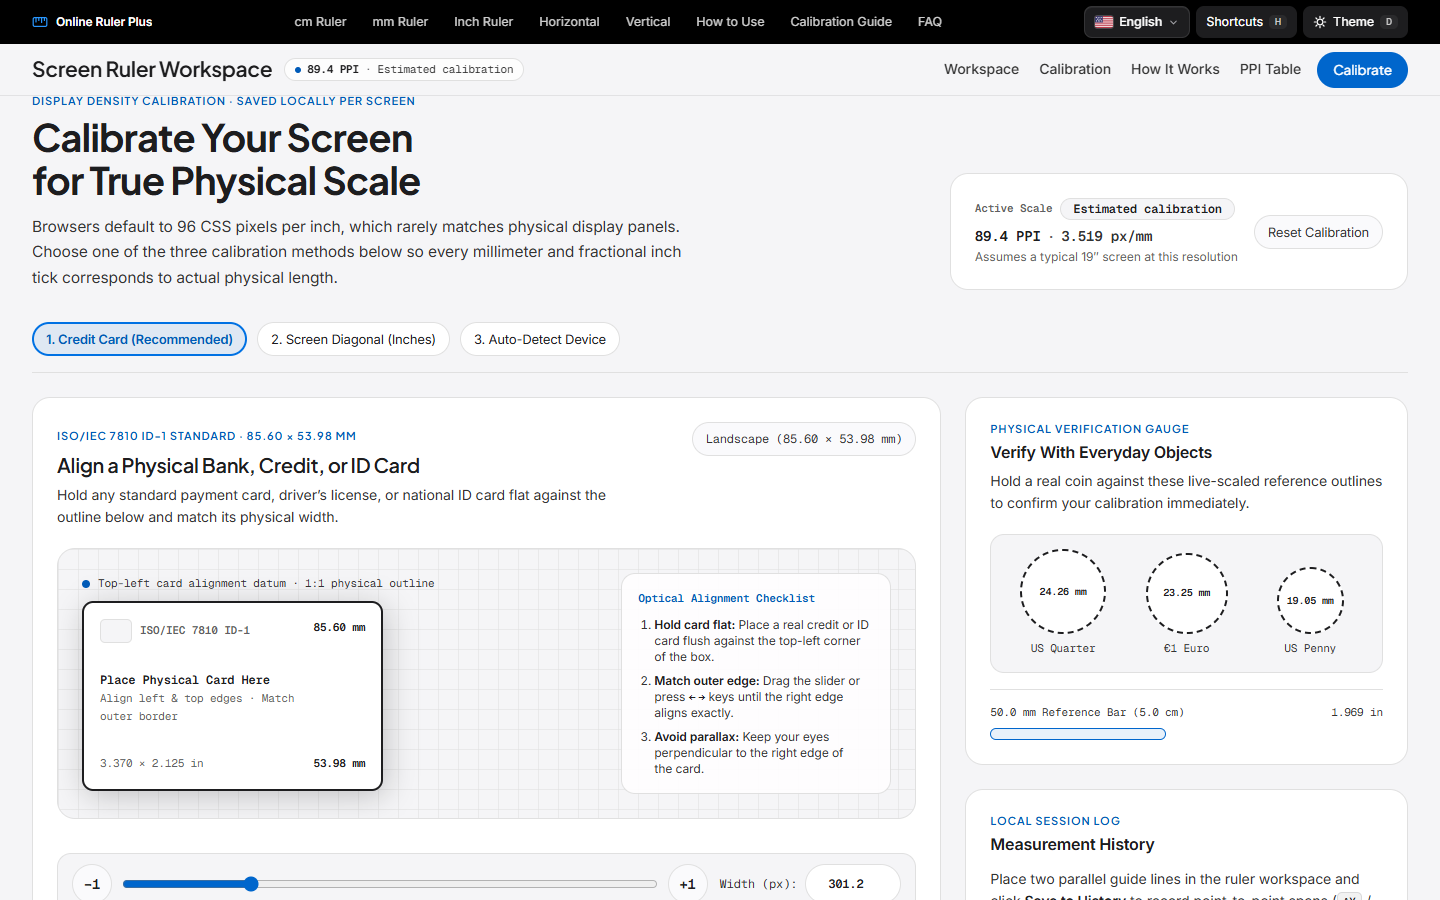 Online Ruler Plus
cm Ruler
mm Ruler
Inch Ruler
Horizontal
Vertical
How to Use
Calibration Guide
FAQ
English
Shortcuts H
Theme D
Screen Ruler Workspace
89.4 PPI · Estimated calibration
Workspace
Calibration
How It Works
PPI Table
Calibrate
DISPLAY DENSITY CALIBRATION · SAVED LOCALLY PER SCREEN
Calibrate Your Screen
for True Physical Scale
Browsers default to 96 CSS pixels per inch, which rarely matches physical display panels.
Choose one of the three calibration methods below so every millimeter and fractional inch
tick corresponds to actual physical length.
Active Scale Estimated calibration
89.4 PPI · 3.519 px/mm
Assumes a typical 19″ screen at this resolution
Reset Calibration
1. Credit Card (Recommended)
2. Screen Diagonal (Inches)
3. Auto-Detect Device
ISO/IEC 7810 ID-1 STANDARD · 85.60 × 53.98 MM
Align a Physical Bank, Credit, or ID Card
Hold any standard payment card, driver’s license, or national ID card flat against the
outline below and match its physical width.
Landscape (85.60 × 53.98 mm)
Top-left card alignment datum · 1:1 physical outline
ISO/IEC 7810 ID-1
85.60 mm
Place Physical Card Here
Align left & top edges · Match
outer border
3.370 × 2.125 in
53.98 mm
Optical Alignment Checklist
1. Hold card flat: Place a real credit or ID
card flush against the top-left corner
of the box.
2. Match outer edge: Drag the slider or
press ←→ keys until the right edge
aligns exactly.
3. Avoid parallax: Keep your eyes
perpendicular to the right edge of
the card.
−1
+1
Width (px):
301.2
PHYSICAL VERIFICATION GAUGE
Verify With Everyday Objects
Hold a real coin against these live-scaled reference outlines
to confirm your calibration immediately.
24.26 mm
23.25 mm
19.05 mm
US Quarter
€1 Euro
US Penny
50.0 mm Reference Bar (5.0 cm)
1.969 in
LOCAL SESSION LOG
Measurement History
Place two parallel guide lines in the ruler workspace and
click Save to History to record point-to-point spans (ΔX /